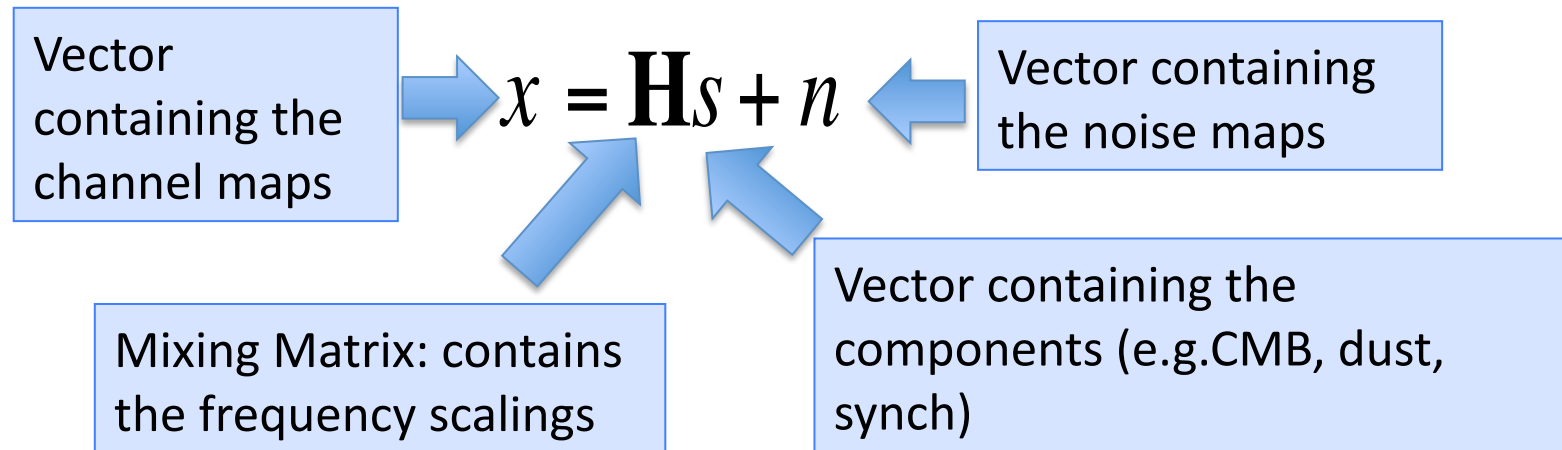 Vector
containing the
channel maps
x = Hs + n
Vector containing
the noise maps
Mixing Matrix: contains
the frequency scalings
Vector containing the
components (e.g.CMB, dust,
synch)